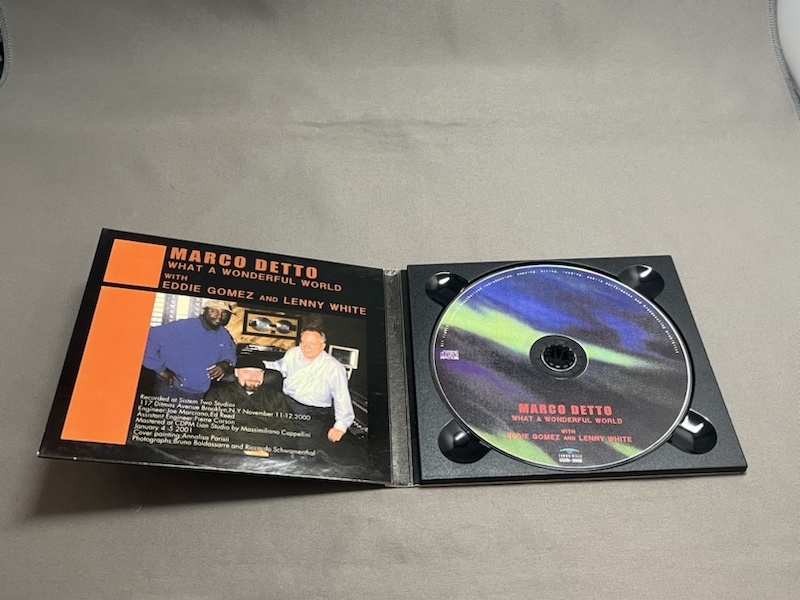 MARCO DETTO
WHAT A WONDERFUL WORLD
WITH
EDDIE GOMEZ AND LENNY WHITE
Recorded at Sistem Two Studios
117 Ditmas Avenue Brooklyn,N.Y November 11-12,2000
Engineer:Joe Marciano,Ed Reed
Assistant Engineer:Pierre Corson
Mastered at CDPM Lion Studio by Massimiliano Cappellini
January 4-5 2001
Cover painting:Annalisa Parisi
Photographs:Bruno Baldassarre and Riccardo Schwamenthal
MARCO DETTO
WHAT A WONDERFUL WORLD
WITH
EDDIE GOMEZ AND LENNY WHITE